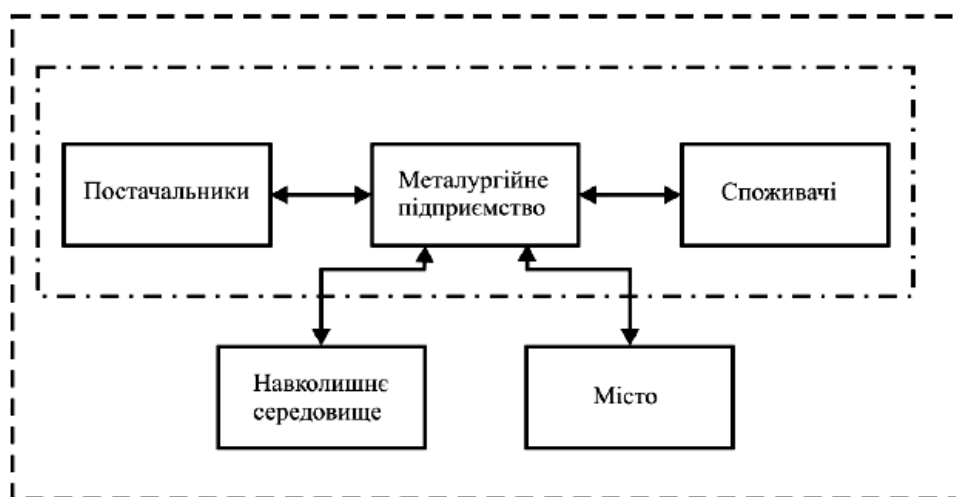 Постачальники
Металургійне
підприємство
Споживачі
Навколишнє
середовище
Місто